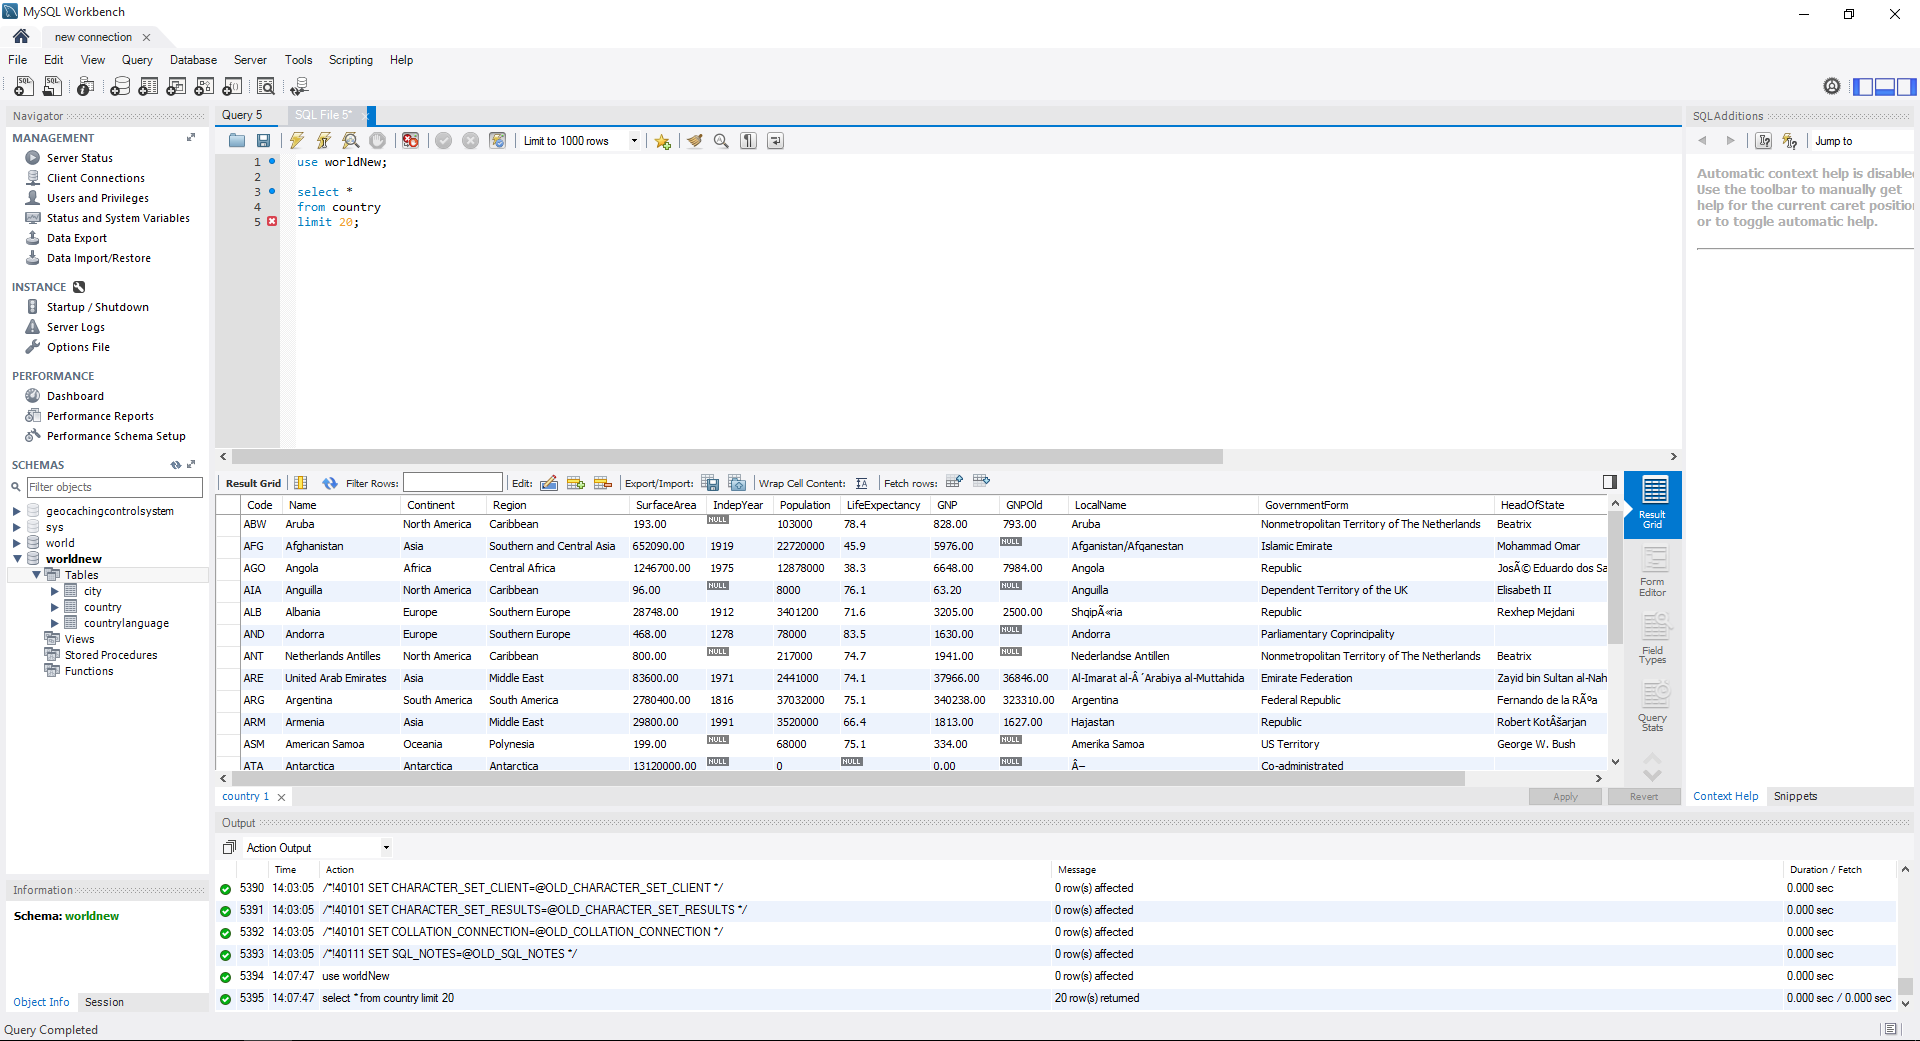 MySQL Workbench
new connection
File Edit View Query Database Server Tools Scripting Help
Navigator
MANAGEMENT
Server Status
Client Connections
Users and Privileges
Status and System Variables
Data Export
Data Import/Restore
INSTANCE
Startup / Shutdown
Server Logs
Options File
PERFORMANCE
Dashboard
Performance Reports
Performance Schema Setup
SCHEMAS
Filter objects
geocachingcontrolsystem
sys
world
worldnew
Tables
city
country
countrylanguage
Views
Stored Procedures
Functions
Information
Schema: worldnew
Object Info Session
Query 5 SQL File 5*
Limit to 1000 rows
1 use worldNew;
2
3 select *
4 from country
5 limit 20;
Result Grid Filter Rows: Edit: Export/Import: Wrap Cell Content: Fetch rows:
Code Name Continent Region SurfaceArea IndepYear Population LifeExpectancy GNP GNPOld LocalName GovernmentForm HeadOfState
ABW Aruba North America Caribbean 193.00 NULL 103000 78.4 828.00 793.00 Aruba Nonmetropolitan Territory of The Netherlands Beatrix
AFG Afghanistan Asia Southern and Central Asia 652090.00 1919 22720000 45.9 5976.00 NULL Afganistan/Afqanestan Islamic Emirate Mohammad Omar
AGO Angola Africa Central Africa 1246700.00 1975 12878000 38.3 6648.00 7984.00 Angola Republic JosÃ© Eduardo dos Sa
AIA Anguilla North America Caribbean 96.00 NULL 8000 76.1 63.20 NULL Anguilla Dependent Territory of the UK Elisabeth II
ALB Albania Europe Southern Europe 28748.00 1912 3401200 71.6 3205.00 2500.00 ShqipÃ«ria Republic Rexhep Mejdani
AND Andorra Europe Southern Europe 468.00 1278 78000 83.5 1630.00 NULL Andorra Parliamentary Coprincipality
ANT Netherlands Antilles North America Caribbean 800.00 NULL 217000 74.7 1941.00 NULL Nederlandse Antillen Nonmetropolitan Territory of The Netherlands Beatrix
ARE United Arab Emirates Asia Middle East 83600.00 1971 2441000 74.1 37966.00 36846.00 Al-Imarat al-Â´Arabiya al-Muttahida Emirate Federation Zayid bin Sultan al-Nah
ARG Argentina South America South America 2780400.00 1816 37032000 75.1 340238.00 323310.00 Argentina Federal Republic Fernando de la RÃºa
ARM Armenia Asia Middle East 29800.00 1991 3520000 66.4 1813.00 1627.00 Hajastan Republic Robert KotÂšarjan
ASM American Samoa Oceania Polynesia 199.00 NULL 68000 75.1 334.00 NULL Amerika Samoa US Territory George W. Bush
ATA Antarctica Antarctica Antarctica 13120000.00 NULL 0 NULL 0.00 NULL Â– Co-administrated
Result Grid
Form Editor
Field Types
Query Stats
country 1 Apply Revert
SQLAdditions
Jump to
Automatic context help is disable
Use the toolbar to manually get
help for the current caret position
or to toggle automatic help.
Context Help Snippets
Output
Action Output
Time Action Message Duration / Fetch
5390 14:03:05 /*!40101 SET CHARACTER_SET_CLIENT=@OLD_CHARACTER_SET_CLIENT */ 0 row(s) affected 0.000 sec
5391 14:03:05 /*!40101 SET CHARACTER_SET_RESULTS=@OLD_CHARACTER_SET_RESULTS */ 0 row(s) affected 0.000 sec
5392 14:03:05 /*!40101 SET COLLATION_CONNECTION=@OLD_COLLATION_CONNECTION */ 0 row(s) affected 0.000 sec
5393 14:03:05 /*!40111 SET SQL_NOTES=@OLD_SQL_NOTES */ 0 row(s) affected 0.000 sec
5394 14:07:47 use worldNew 0 row(s) affected 0.000 sec
5395 14:07:47 select * from country limit 20 20 row(s) returned 0.000 sec / 0.000 sec
Query Completed